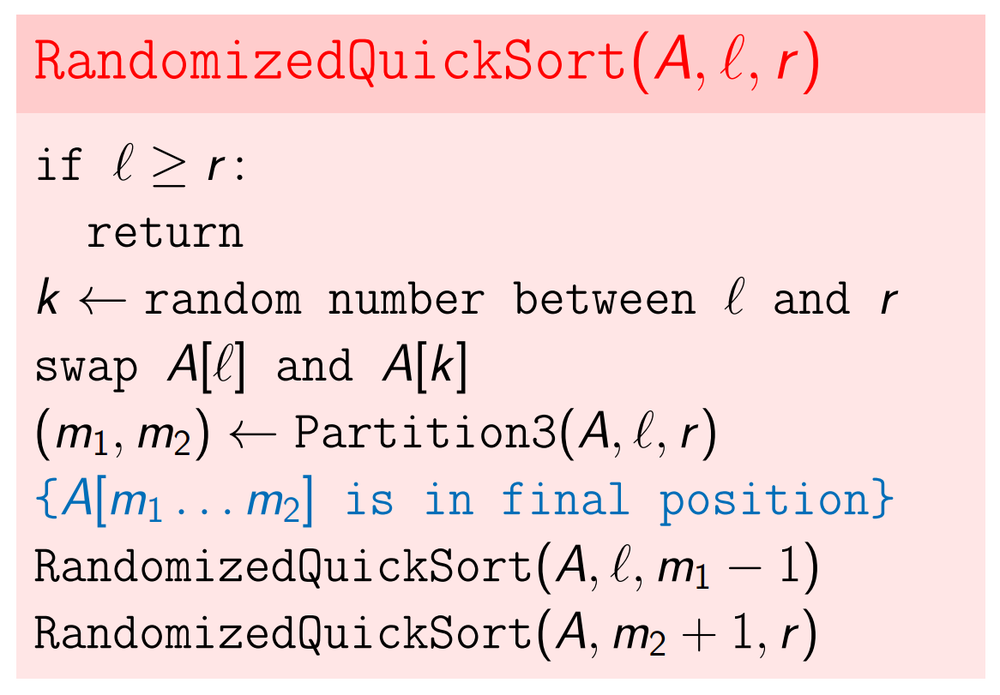 RandomizedQuickSort(A, ℓ, r)
if ℓ ≥ r:
return
k ← random number between ℓ and r
swap A[ℓ] and A[k]
(m₁, m₂) ← Partition3(A, ℓ, r)
{A[m₁ . . . m₂] is in final position}
RandomizedQuickSort(A, ℓ, m₁ − 1)
RandomizedQuickSort(A, m₂ + 1, r)